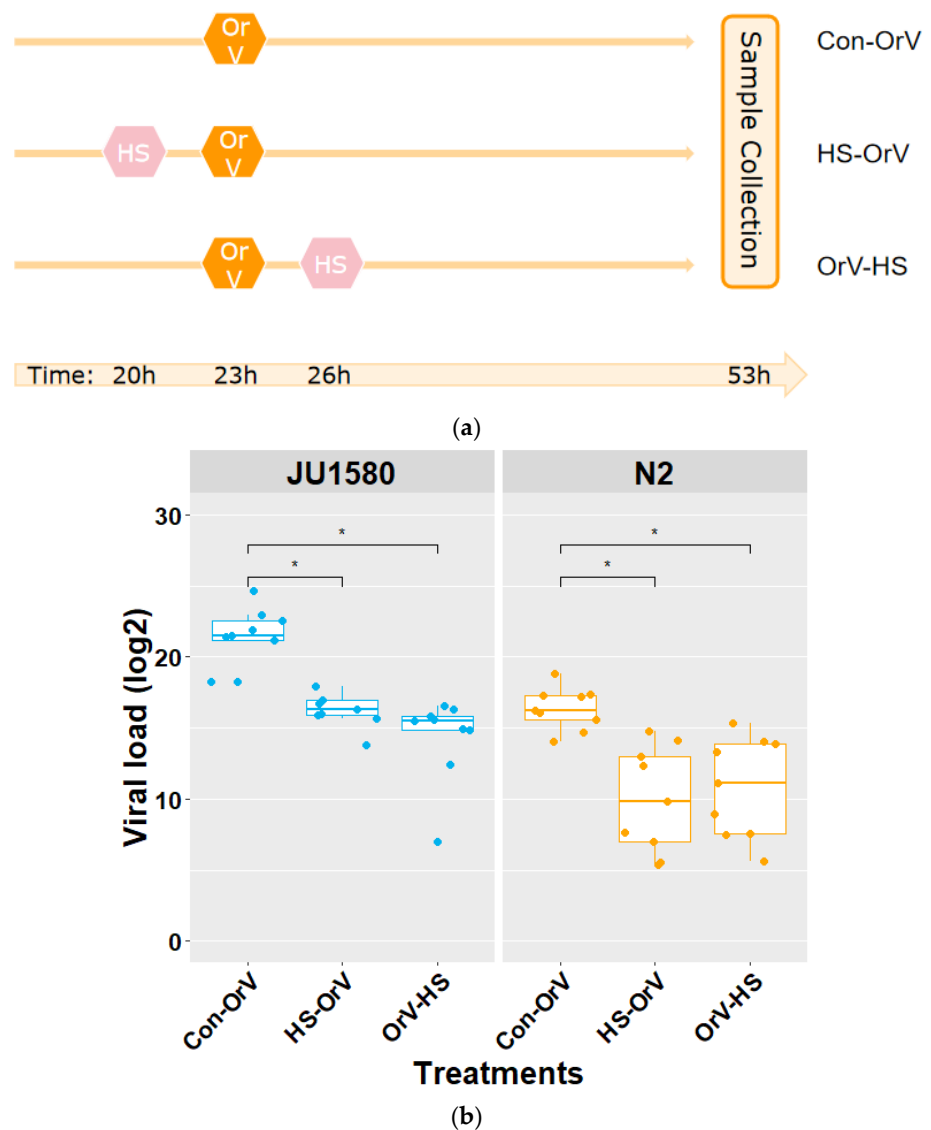 Or
V
Con-OrV
HS
Or
V
HS-OrV
Or
V
HS
OrV-HS
Sample Collection
Time: 20h 23h 26h 53h
(a)
JU1580 N2
30
20
10
0
* *
* *
Viral load (log2)
Con-OrV HS-OrV OrV-HS Con-OrV HS-OrV OrV-HS
Treatments
(b)